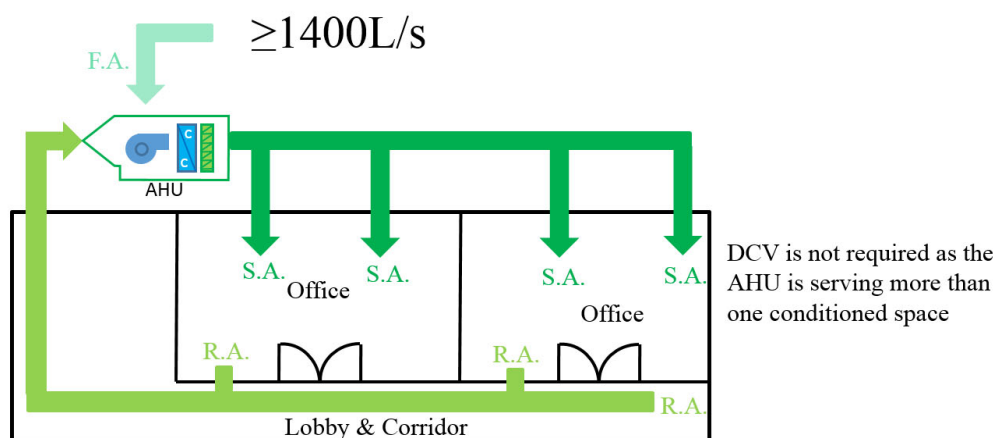 ≥1400L/s
F.A.
C
C
AHU
S.A.
S.A.
S.A.
S.A.
Office
Office
DCV is not required as the
AHU is serving more than
one conditioned space
R.A.
R.A.
R.A.
Lobby & Corridor